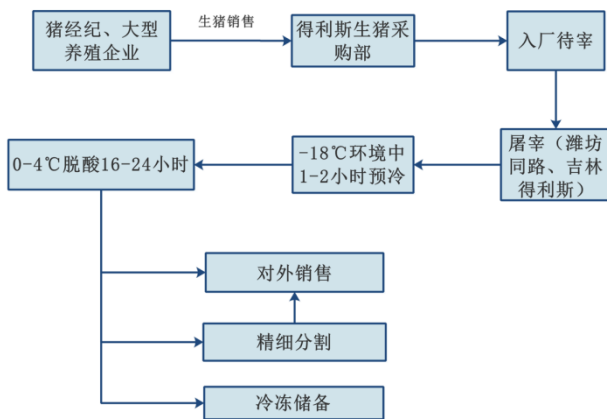 猪经纪、大型
养殖企业
生猪销售
得利斯生猪采
购部
入厂待宰
屠宰（潍坊
同路、吉林
得利斯）
-18℃环境中
1-2小时预冷
0-4℃脱酸16-24小时
对外销售
精细分割
冷冻储备